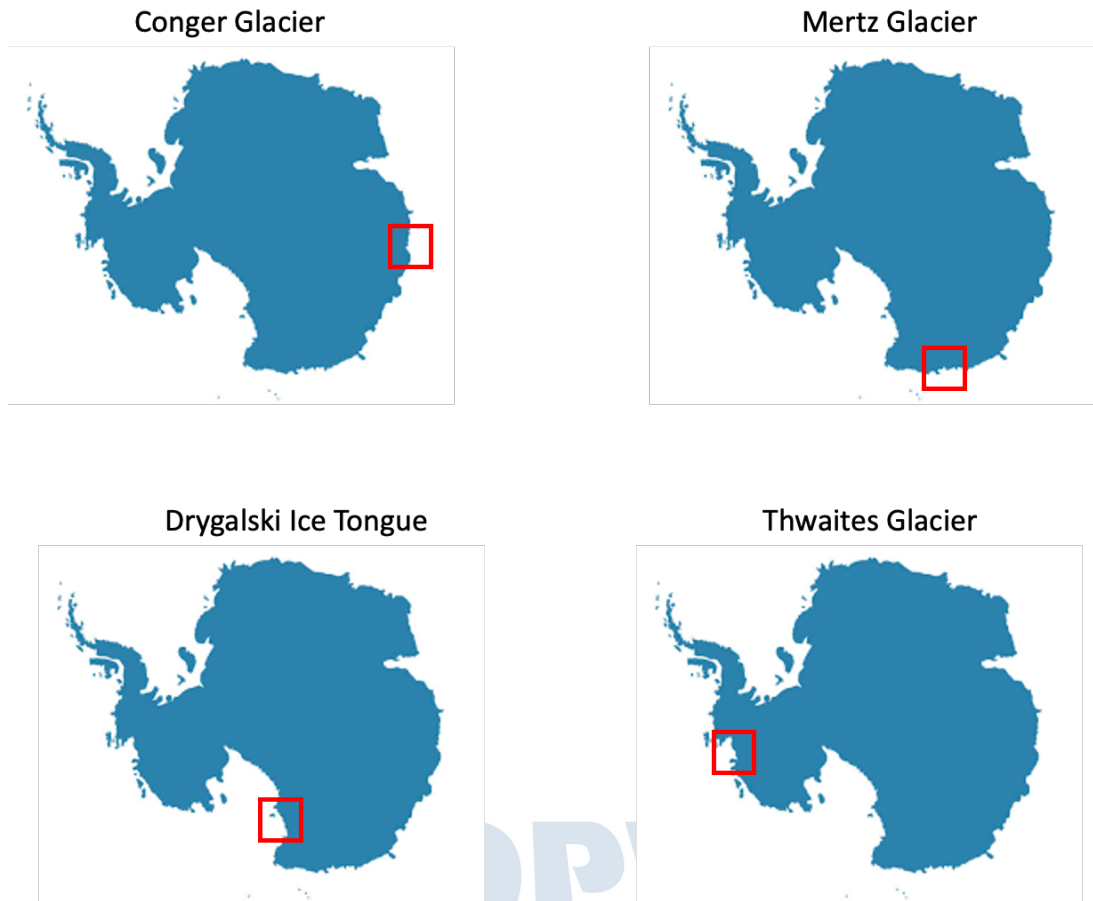 Conger Glacier
Mertz Glacier
Drygalski Ice Tongue
Thwaites Glacier